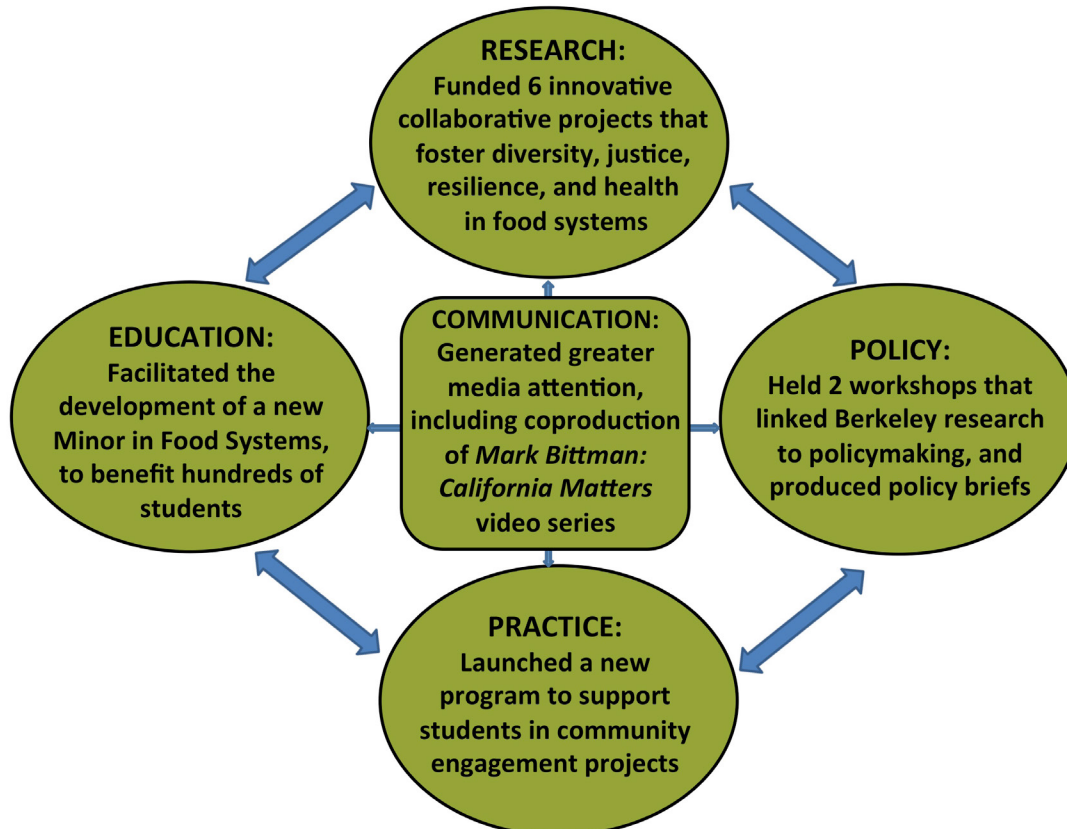 RESEARCH:
Funded 6 innovative
collaborative projects that
foster diversity, justice,
resilience, and health
in food systems
EDUCATION:
Facilitated the
development of a new
Minor in Food Systems,
to benefit hundreds of
students
COMMUNICATION:
Generated greater
media attention,
including coproduction
of Mark Bittman:
California Matters
video series
POLICY:
Held 2 workshops that
linked Berkeley research
to policymaking, and
produced policy briefs
PRACTICE:
Launched a new
program to support
students in community
engagement projects